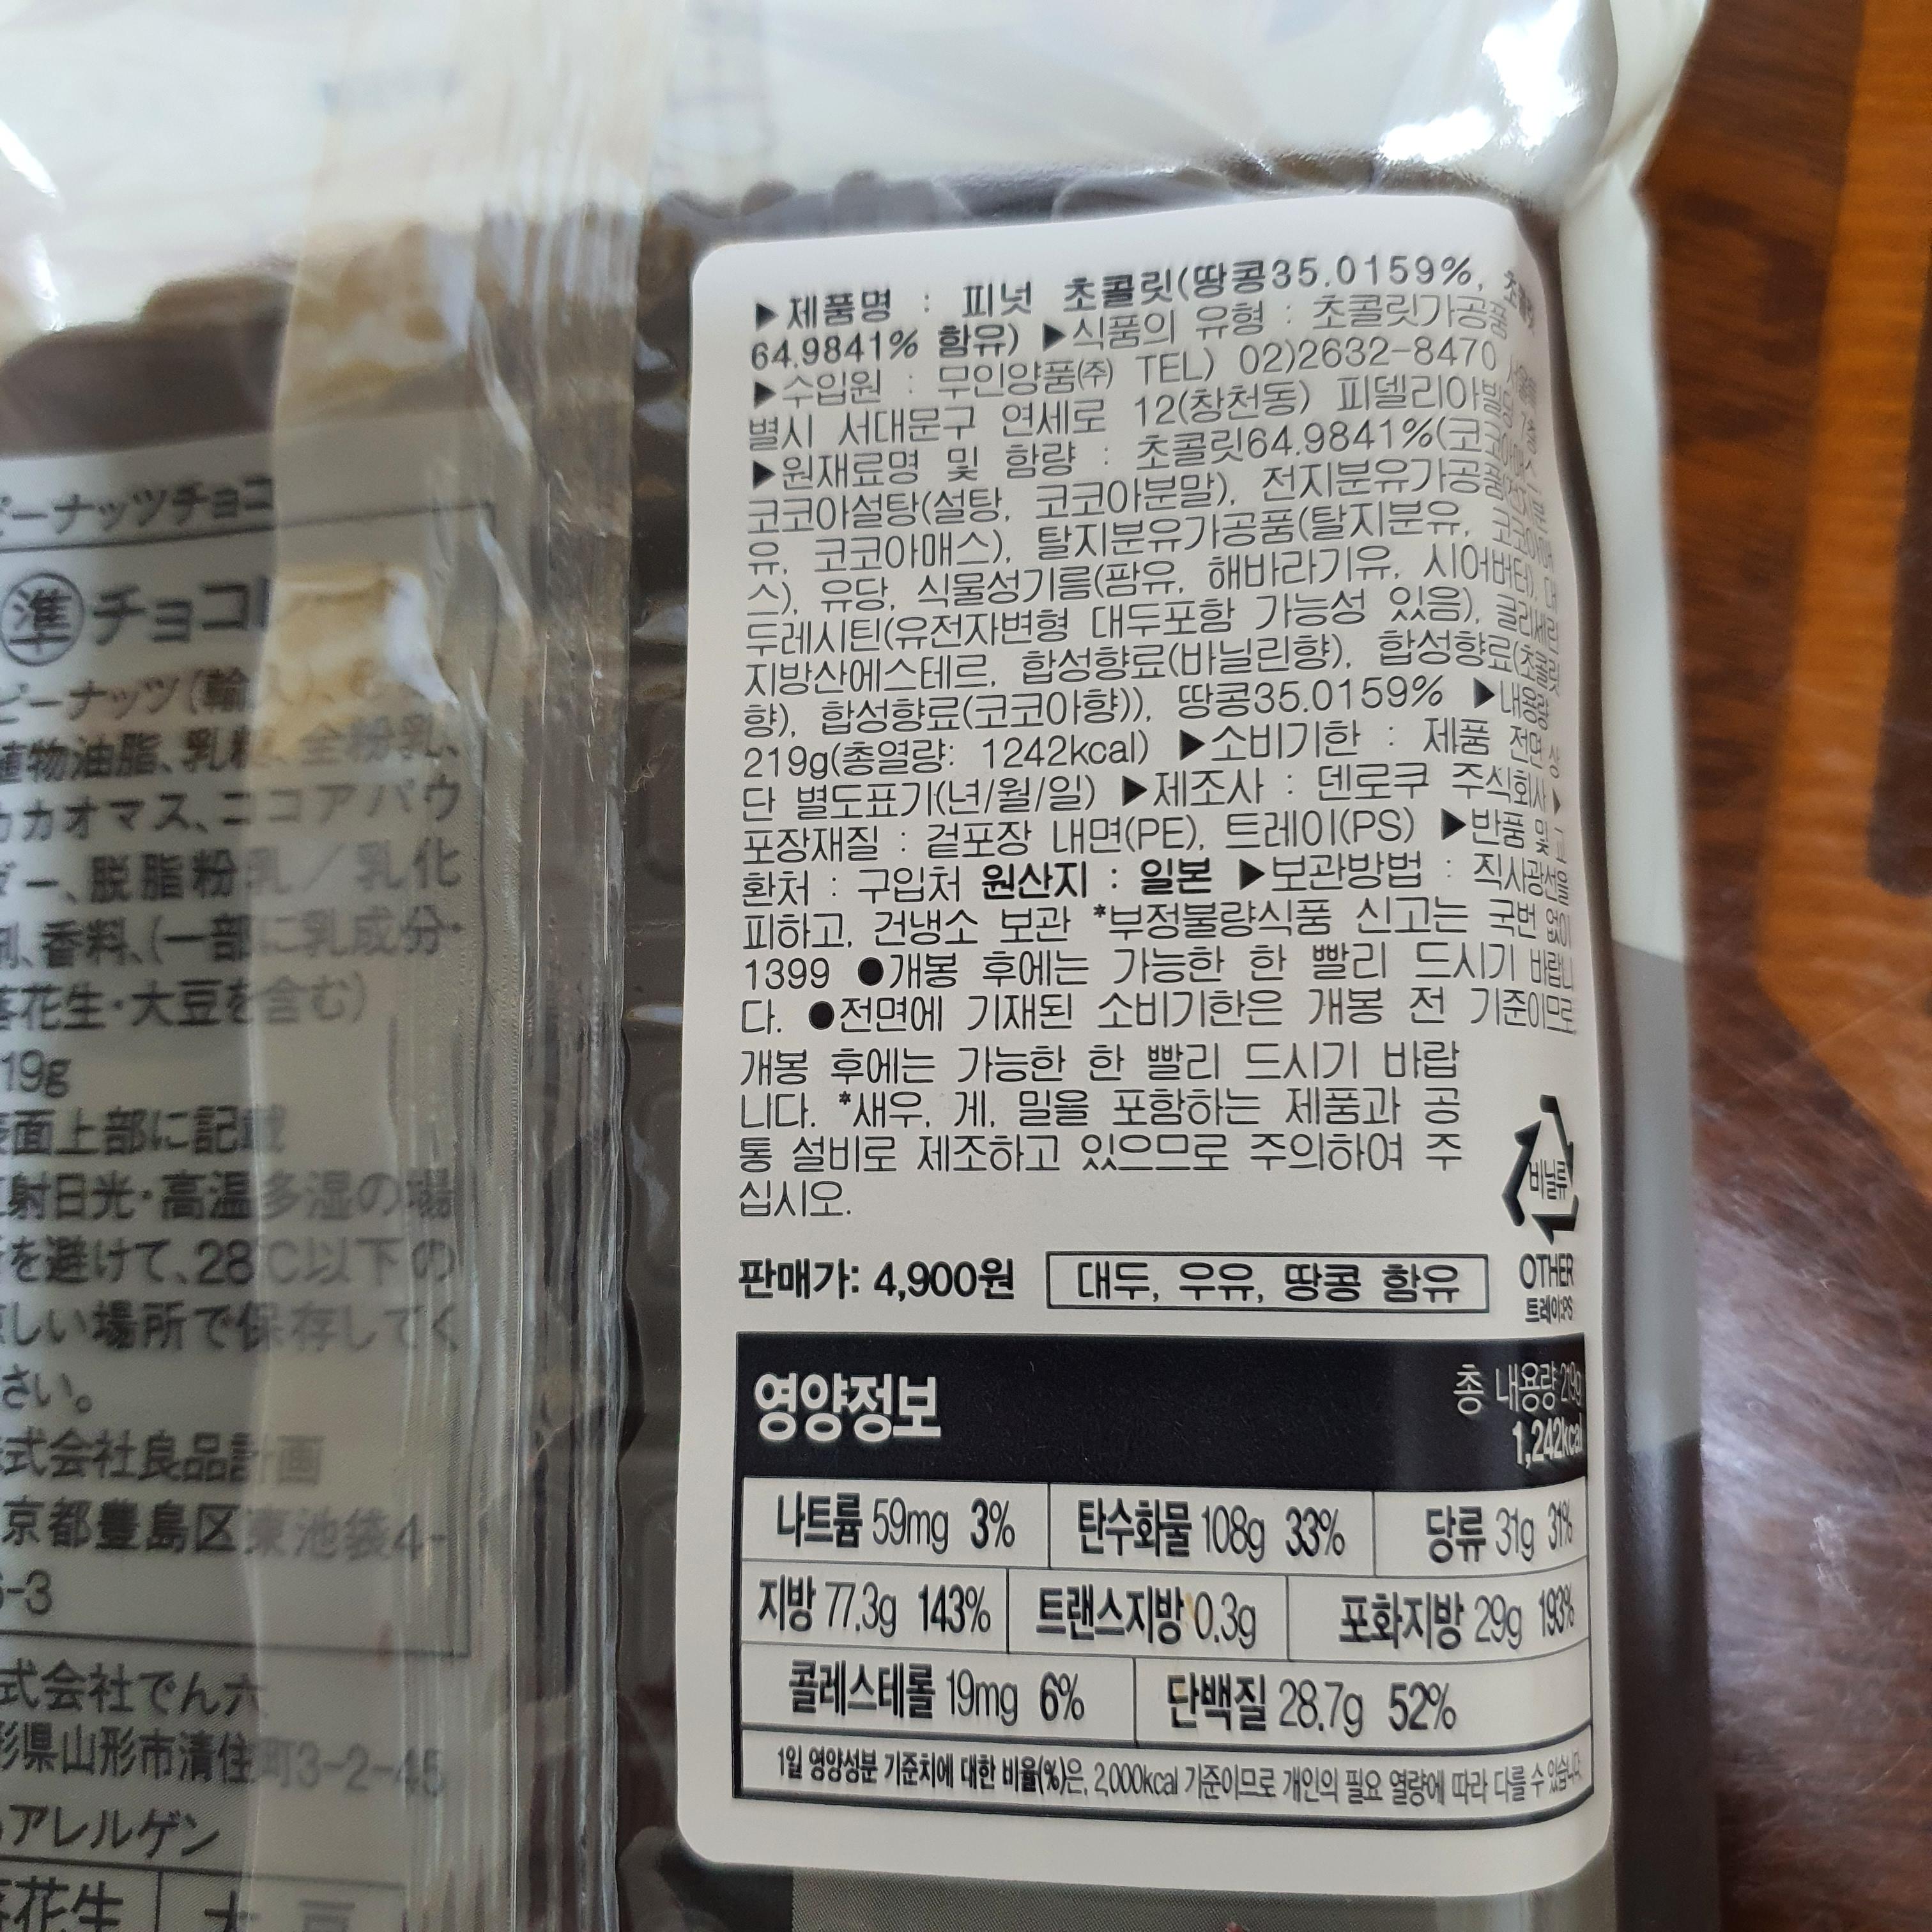 ピーナッツチョコ
準チョコ
ピーナッツ(輸
植物油脂、乳糖、全粉乳、
カカオマス、ココアパウ
ダー、脱脂粉乳/乳化
剤、香料、(一部に乳成分・
落花生・大豆を含む)
19g
表面上部に記載
射日光・高温多湿の場
を避けて、28℃以下の
涼しい場所で保存してく
さい。
式会社良品計画
京都豊島区東池袋4-
-3
式会社でん六
形県山形市清住町3-2-45
アレルゲン
落花生 大豆
▶제품명 : 피넛 초콜릿(땅콩35.0159%, 초콜릿
64.9841% 함유) ▶식품의 유형 : 초콜릿가공품
▶수입원 : 무인양품㈜ TEL) 02)2632-8470 서울특
별시 서대문구 연세로 12(창천동) 피델리아빌딩 7층
▶원재료명 및 함량 : 초콜릿64.9841%(코코아매스,
코코아설탕(설탕, 코코아분말), 전지분유가공품(전지분
유, 코코아매스), 탈지분유가공품(탈지분유, 코코아매
스), 유당, 식물성기름(팜유, 해바라기유, 시어버터), 대
두레시틴(유전자변형 대두포함 가능성 있음), 글리세린
지방산에스테르, 합성향료(바닐린향), 합성향료(초콜릿
향), 합성향료(코코아향)), 땅콩35.0159% ▶내용량
219g(총열량: 1242kcal) ▶소비기한 : 제품 전면 상
단 별도표기(년/월/일) ▶제조사 : 덴로쿠 주식회사 ▶
포장재질 : 겉포장 내면(PE), 트레이(PS) ▶반품 및 교
환처 : 구입처 원산지 : 일본 ▶보관방법 : 직사광선을
피하고, 건냉소 보관 *부정불량식품 신고는 국번 없이
1399 ●개봉 후에는 가능한 한 빨리 드시기 바랍니
다. ●전면에 기재된 소비기한은 개봉 전 기준이므로
개봉 후에는 가능한 한 빨리 드시기 바랍
니다. *새우, 게, 밀을 포함하는 제품과 공
통 설비로 제조하고 있으므로 주의하여 주
십시오.
비닐류
OTHER
트레이:PS
판매가: 4,900원 대두, 우유, 땅콩 함유
영양정보 총 내용량 219g
1,242kcal
나트륨 59mg 3% 탄수화물 108g 33% 당류 31g 31%
지방 77.3g 143% 트랜스지방 0.3g 포화지방 29g 193%
콜레스테롤 19mg 6% 단백질 28.7g 52%
1일 영양성분 기준치에 대한 비율(%)은, 2,000kcal 기준이므로 개인의 필요 열량에 따라 다를 수 있습니다.